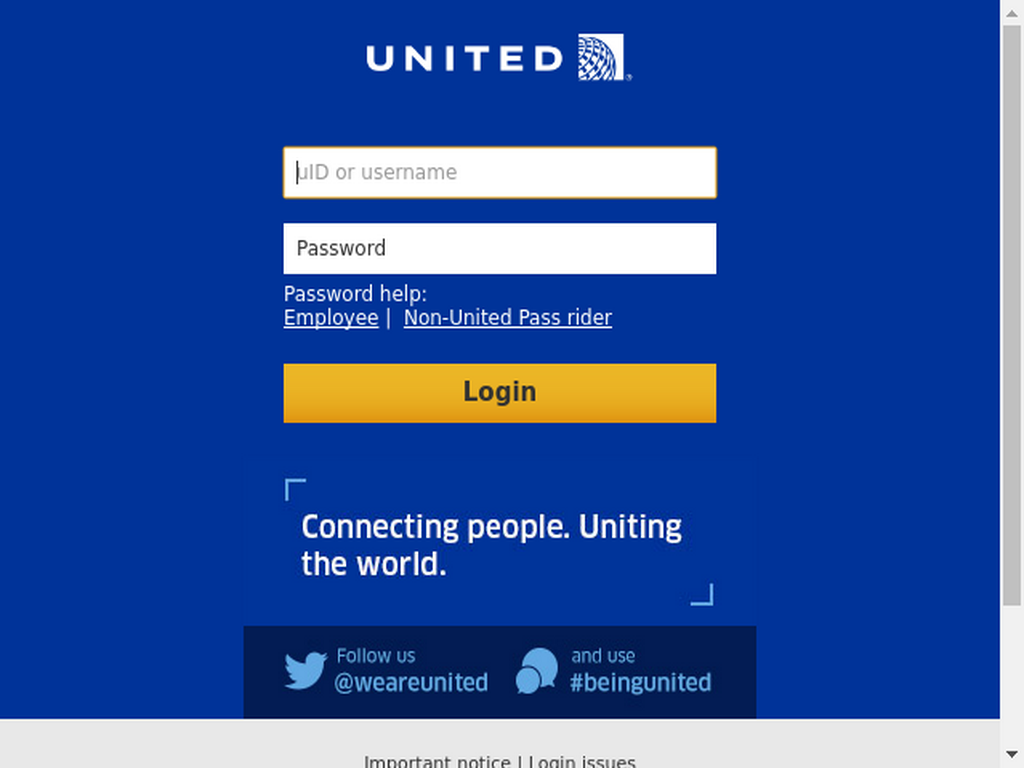 UNITED
uID or username
Password
Password help:
Employee | Non-United Pass rider
Login
Connecting people. Uniting
the world.
Follow us
@weareunited
and use
#beingunited
Important notice | Login issues